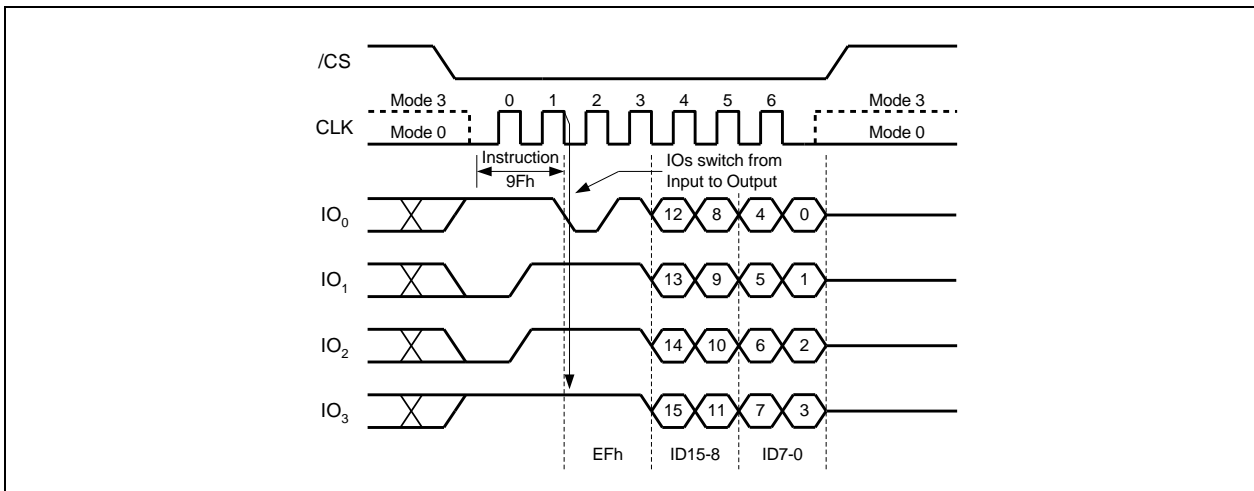 /CS
Mode 3 0 1 2 3 4 5 6 Mode 3
CLK
Mode 0 Mode 0
Instruction
9Fh
IOs switch from
Input to Output
IO0 12 8 4 0
IO1 13 9 5 1
IO2 14 10 6 2
IO3 15 11 7 3
EFh ID15-8 ID7-0